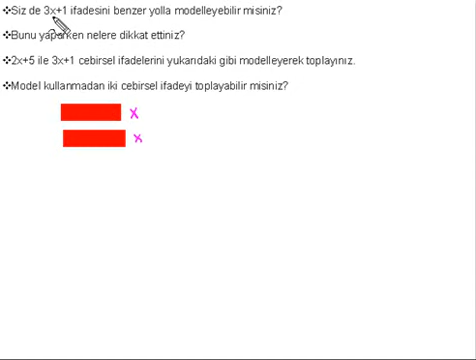 ❖Siz de 3x+1 ifadesini benzer yolla modelleyebilir misiniz?
❖Bunu yaparken nelere dikkat ettiniz?
❖2x+5 ile 3x+1 cebirsel ifadelerini yukarıdaki gibi modelleyerek toplayınız.
❖Model kullanmadan iki cebirsel ifadeyi toplayabilir misiniz?
x
x